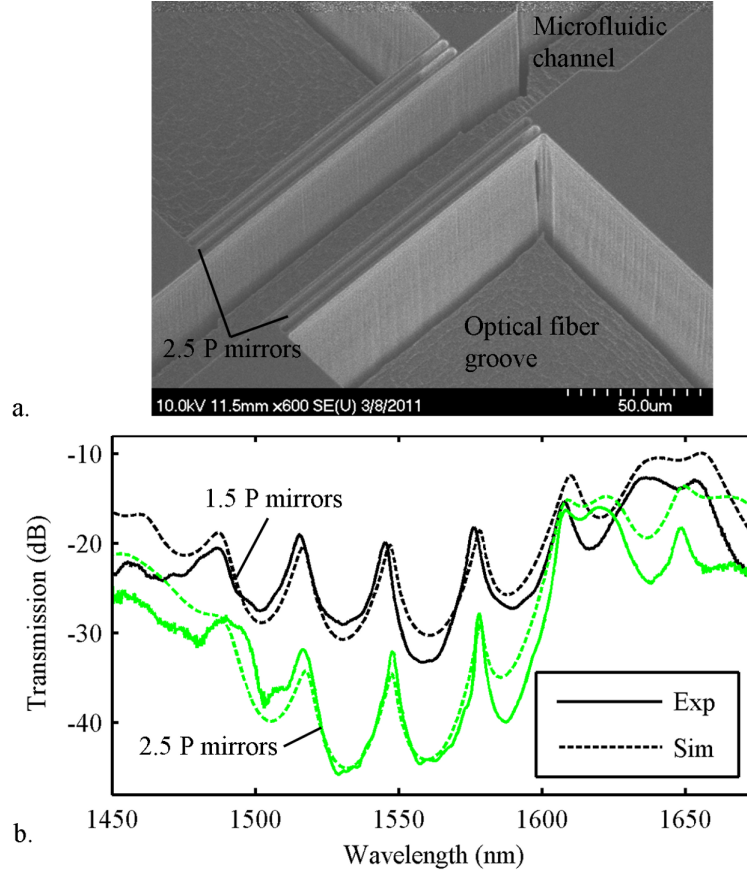 Microfluidic
channel
2.5 P mirrors
Optical fiber
groove
10.0kV 11.5mm x600 SE(U) 3/8/2011
50.0um
a.
-10
-20
-30
-40
Transmission (dB)
1.5 P mirrors
2.5 P mirrors
Exp
Sim
1450
1500
1550
1600
1650
Wavelength (nm)
b.